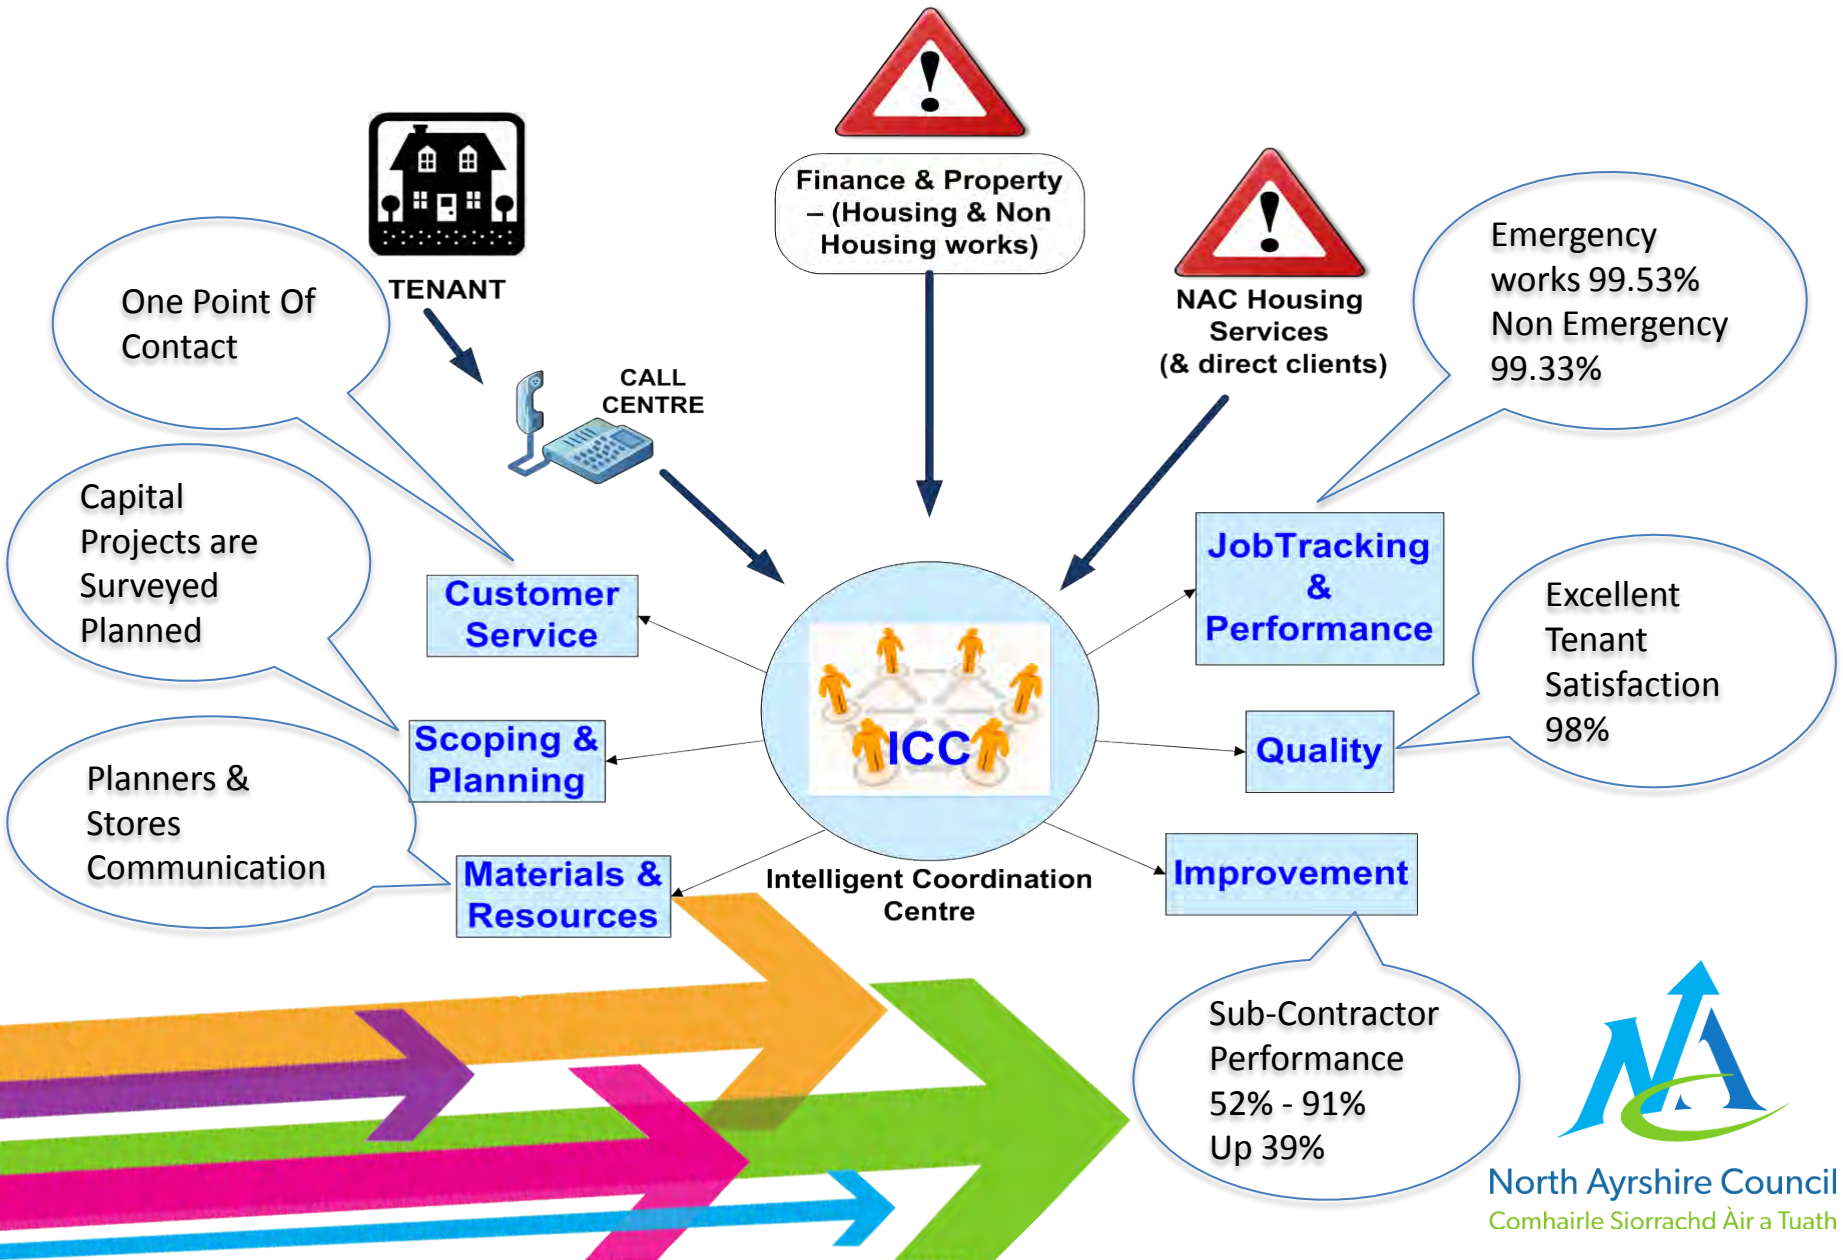 TENANT
CALL
CENTRE
Finance & Property
– (Housing & Non
Housing works)
NAC Housing
Services
(& direct clients)
One Point Of
Contact
Capital
Projects are
Surveyed
Planned
Planners &
Stores
Communication
Customer
Service
Scoping &
Planning
Materials &
Resources
ICC
Intelligent Coordination
Centre
JobTracking
&
Performance
Quality
Improvement
Emergency
works 99.53%
Non Emergency
99.33%
Excellent
Tenant
Satisfaction
98%
Sub-Contractor
Performance
52% - 91%
Up 39%
North Ayrshire Council
Comhairle Siorrachd Àir a Tuath